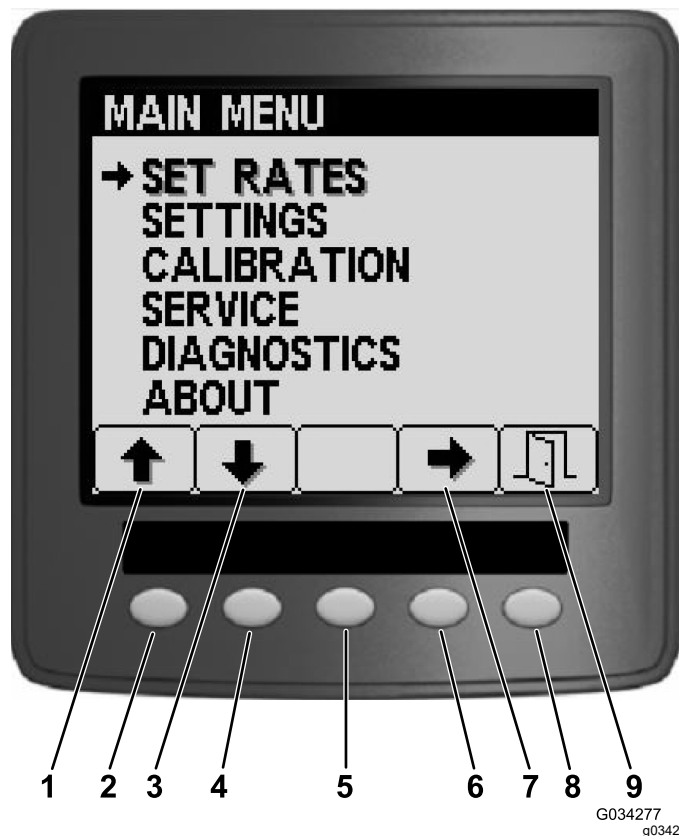 MAIN MENU
SET RATES
SETTINGS
CALIBRATION
SERVICE
DIAGNOSTICS
ABOUT
1 2 3 4 5 6 7 8 9
G034277
g0342